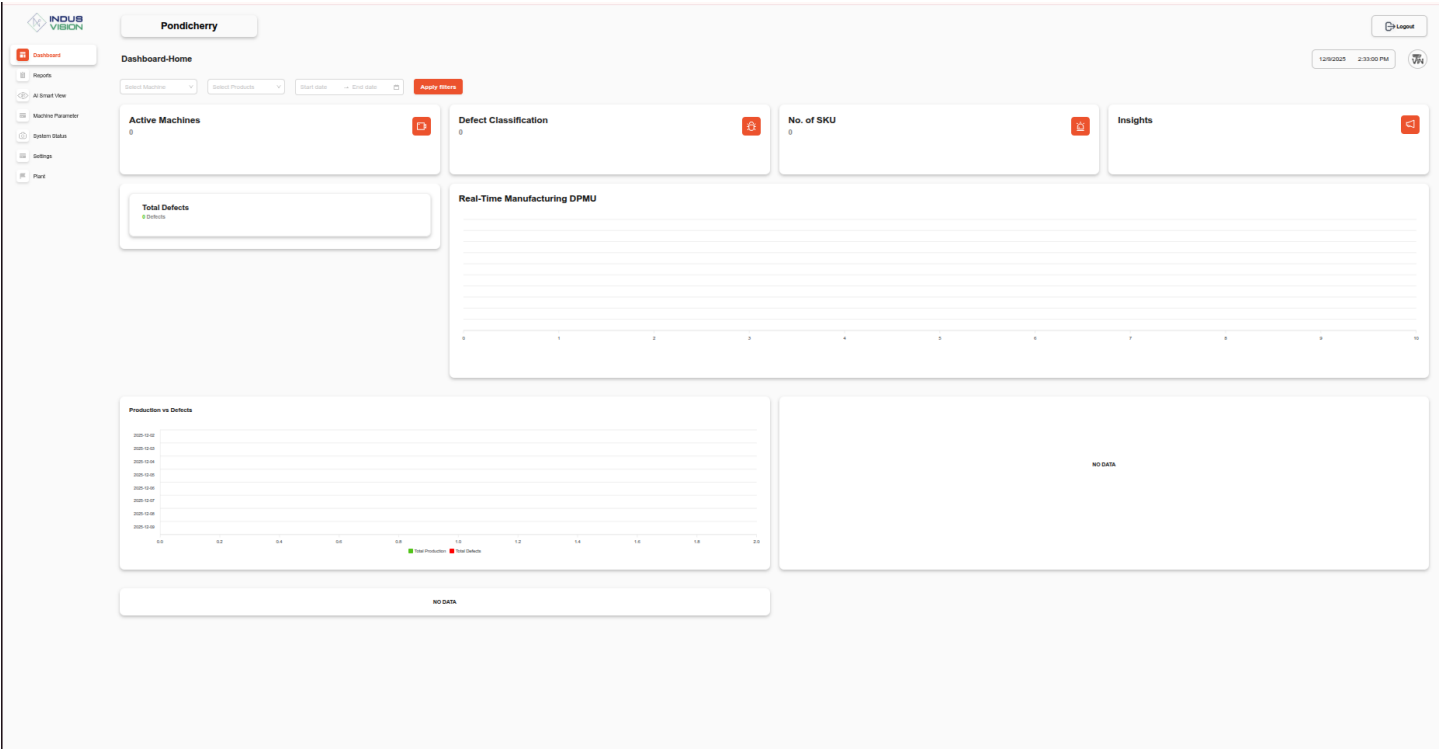 INDUS
VISION
Pondicherry
Logout
Dashboard
Dashboard-Home
12/9/2025 2:33:00 PM
Reports
AI Smart View
Select Machine
Select Products
Start date → End date
Apply filters
Machine Parameter
System Status
Settings
Plant
Active Machines
0
Defect Classification
0
No. of SKU
0
Insights
Total Defects
0 Defects
Real-Time Manufacturing DPMU
0 1 2 3 4 5 6 7 8 9 10
Production vs Defects
2025-12-02
2025-12-03
2025-12-04
2025-12-05
2025-12-06
2025-12-07
2025-12-08
2025-12-09
0.0 0.2 0.4 0.6 0.8 1.0 1.2 1.4 1.6 1.8 2.0
Total Production Total Defects
NO DATA
NO DATA